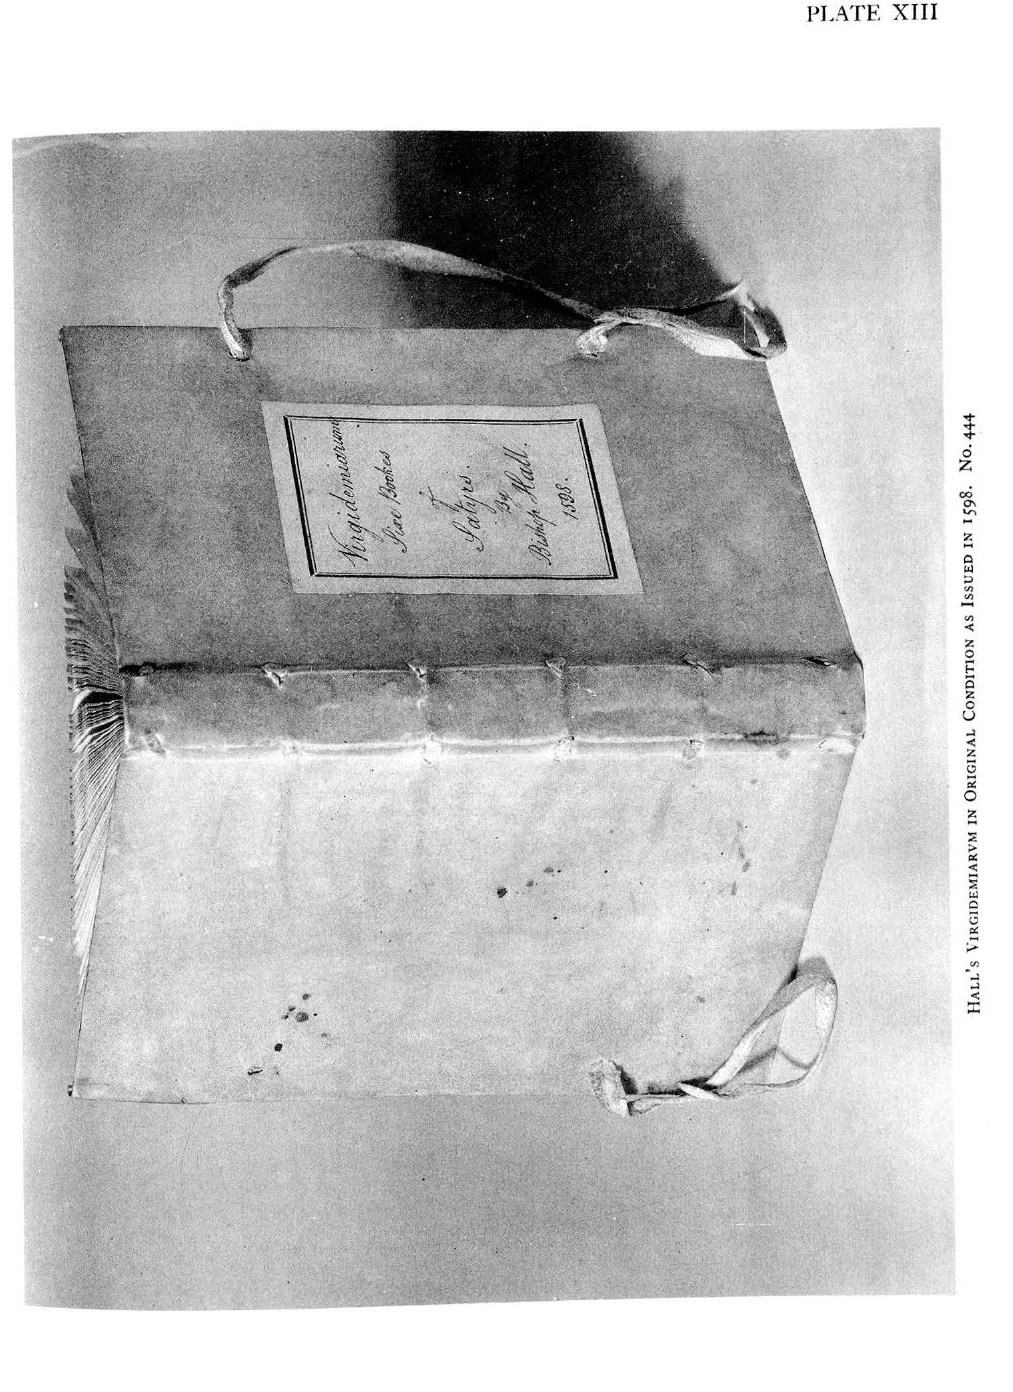 PLATE XIII
Virgidemiarum
Sixe Bookes
of
Satyrs.
By
Bishop Hall.
1598.
HALL'S VIRGIDEMIARVM IN ORIGINAL CONDITION AS ISSUED IN 1598. No. 444